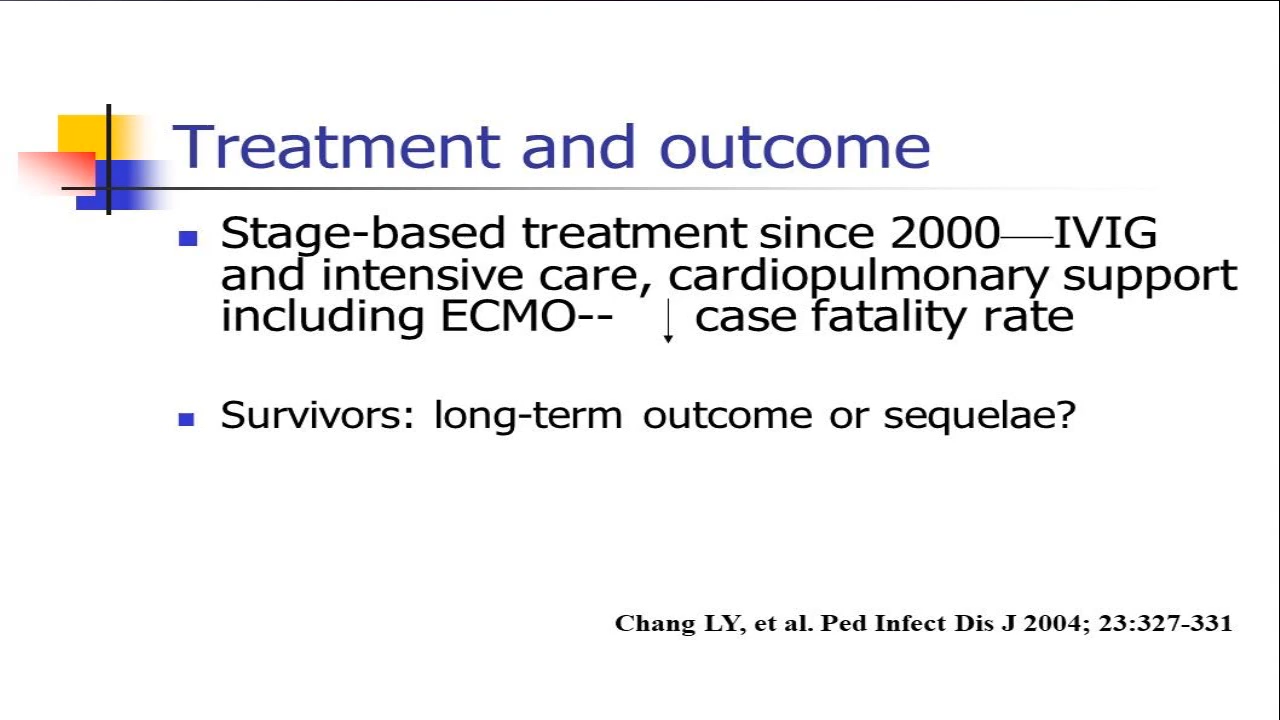 Treatment and outcome
Stage-based treatment since 2000—IVIG
and intensive care, cardiopulmonary support
including ECMO-- ↓ case fatality rate
Survivors: long-term outcome or sequelae?
Chang LY, et al. Ped Infect Dis J 2004; 23:327-331